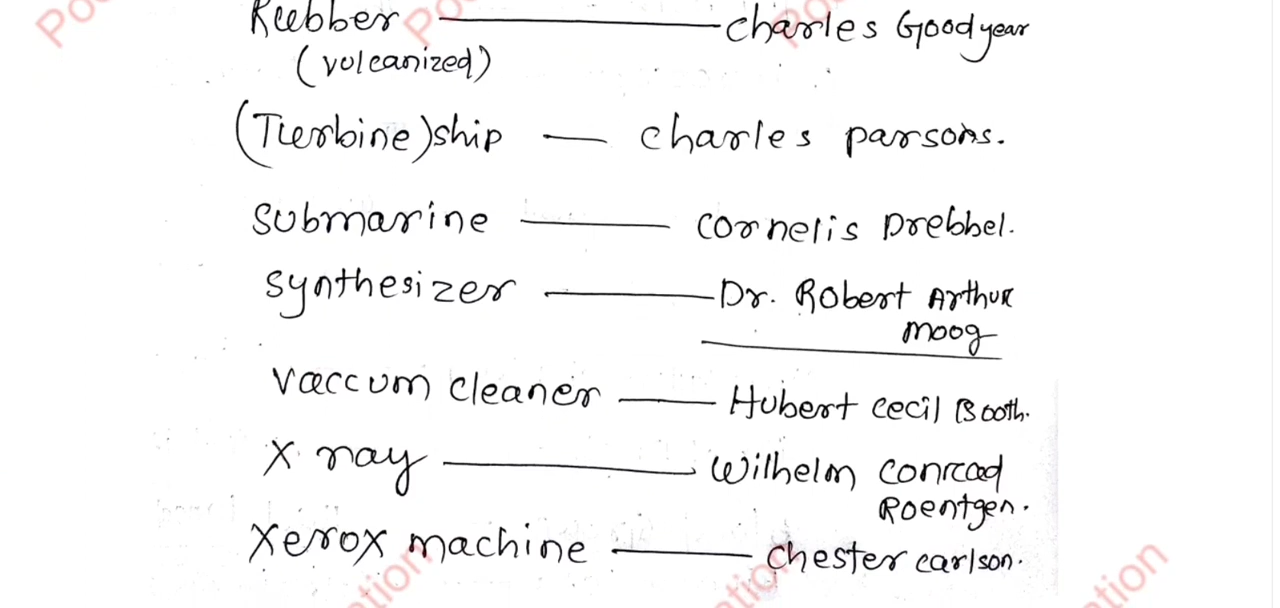 Rubber — Charles Goodyear
(vulcanized)
(Turbine) ship — Charles parsons.
Submarine — Cornelis Drebbel.
Synthesizer — Dr. Robert Arthur
Moog
Vaccum cleaner — Hubert Cecil Booth.
X ray — Wilhelm Conrad
Roentgen.
Xerox machine — Chester carlson.